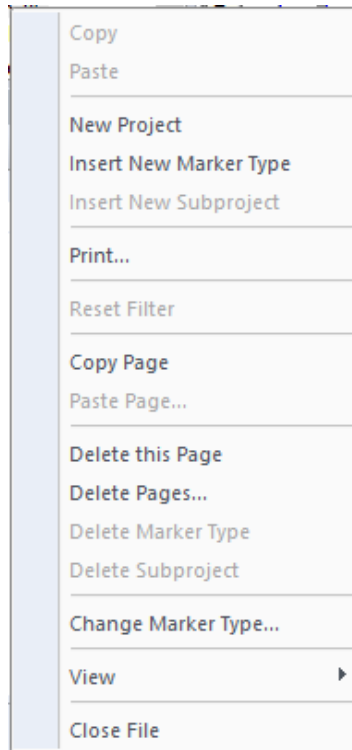 Copy
Paste
New Project
Insert New Marker Type
Insert New Subproject
Print...
Reset Filter
Copy Page
Paste Page...
Delete this Page
Delete Pages...
Delete Marker Type
Delete Subproject
Change Marker Type...
View
Close File